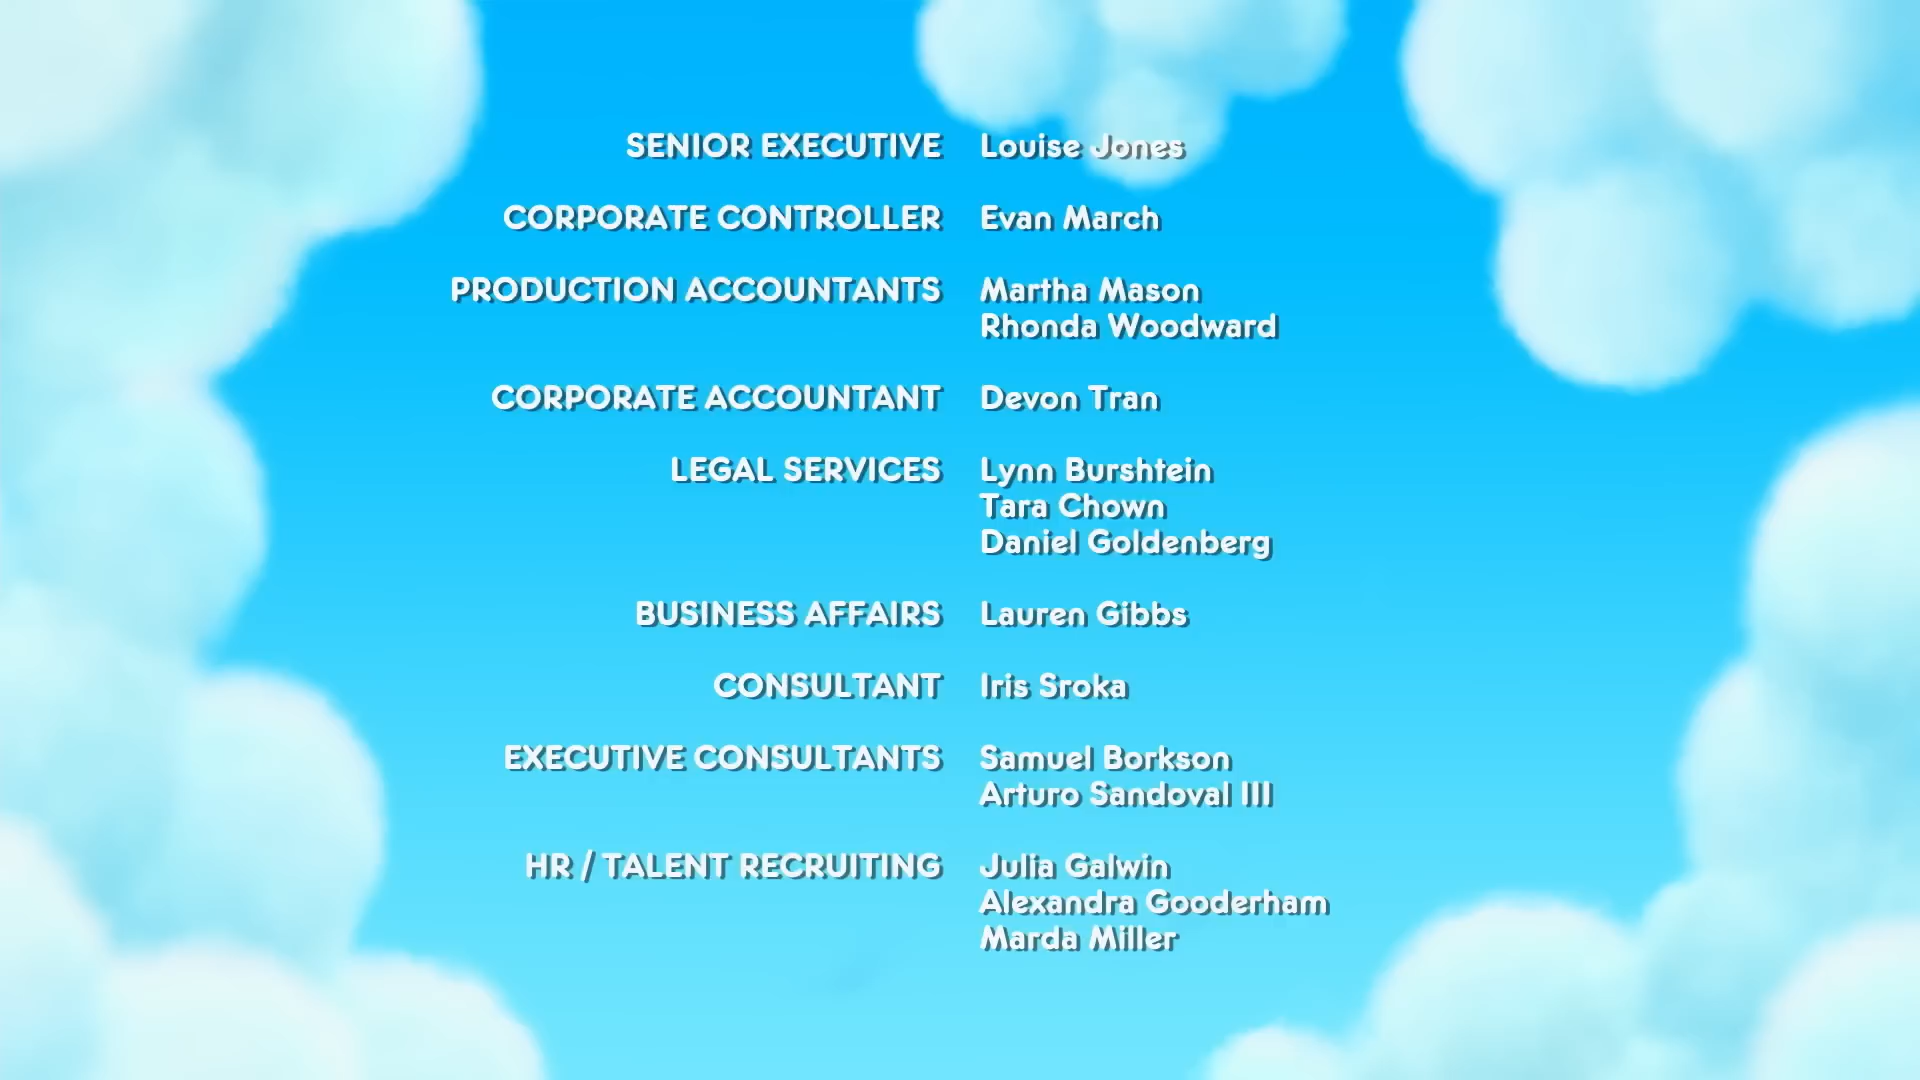 SENIOR EXECUTIVE Louise Jones
CORPORATE CONTROLLER Evan March
PRODUCTION ACCOUNTANTS Martha Mason
Rhonda Woodward
CORPORATE ACCOUNTANT Devon Tran
LEGAL SERVICES Lynn Burshtein
Tara Chown
Daniel Goldenberg
BUSINESS AFFAIRS Lauren Gibbs
CONSULTANT Iris Sroka
EXECUTIVE CONSULTANTS Samuel Borkson
Arturo Sandoval III
HR / TALENT RECRUITING Julia Galwin
Alexandra Gooderham
Marda Miller